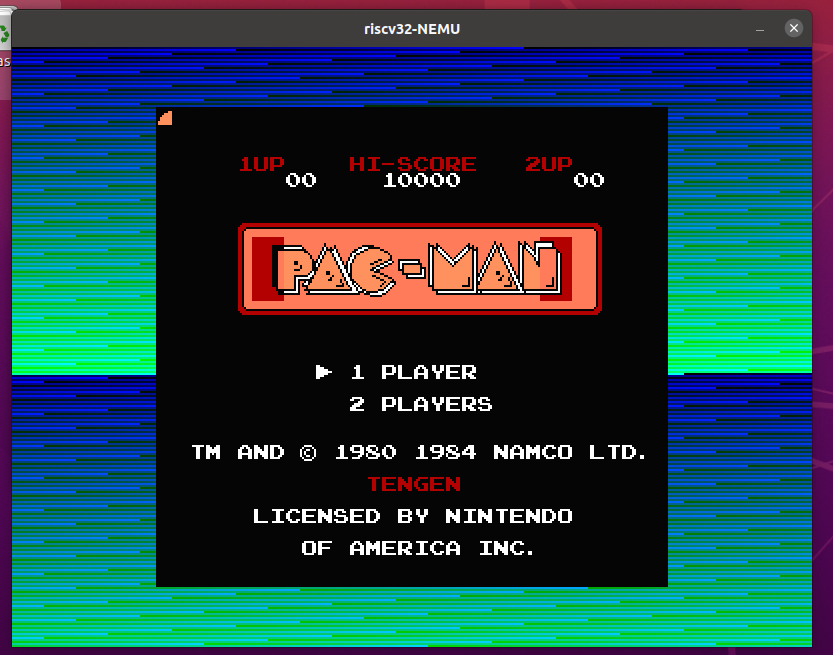 riscv32-NEMU
as
1UP HI-SCORE 2UP
00 10000 00
PAC-MAN
1 PLAYER
2 PLAYERS
TM AND © 1980 1984 NAMCO LTD.
TENGEN
LICENSED BY NINTENDO
OF AMERICA INC.